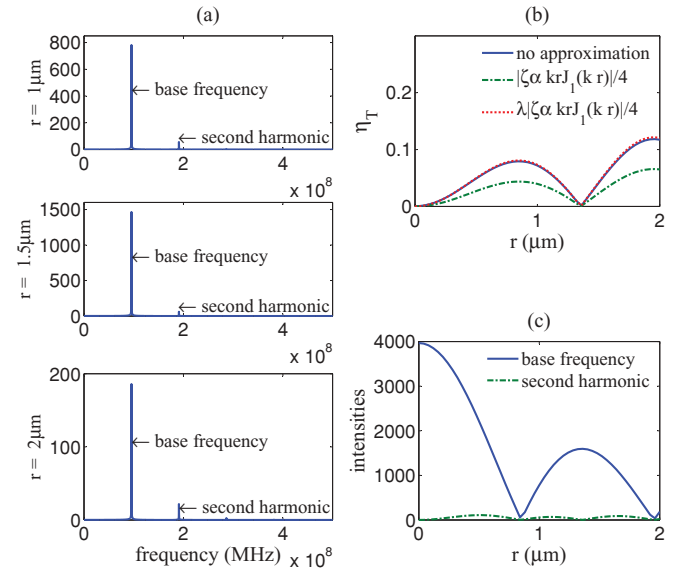 (a)
800
600
400
200
0
r = 1μm
← base frequency
← second harmonic
0 2 4
x 10^8
1500
1000
500
0
r = 1.5μm
← base frequency
← second harmonic
0 2 4
x 10^8
200
100
0
r = 2μm
← base frequency
← second harmonic
0 2 4
frequency (MHz) x 10^8
(b)
η_T
0.2
0.1
0
no approximation
|ζα krJ_1(k r)|/4
λ|ζα krJ_1(k r)|/4
0 1 2
r (μm)
(c)
intensities
4000
3000
2000
1000
0
base frequency
second harmonic
0 1 2
r (μm)